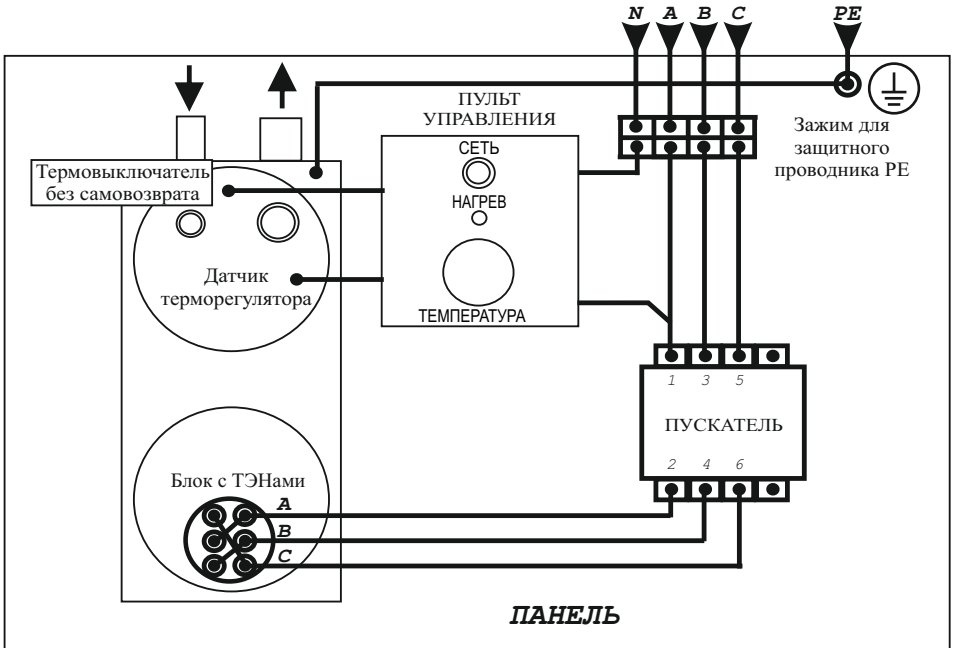 N A B C PE
ПУЛЬТ
УПРАВЛЕНИЯ
Зажим для
защитного
проводника PE
СЕТЬ
НАГРЕВ
ТЕМПЕРАТУРА
Термовыключатель
без самовозврата
Датчик
терморегулятора
1 3 5
ПУСКАТЕЛЬ
2 4 6
Блок с ТЭНами
A
B
C
ПАНЕЛЬ